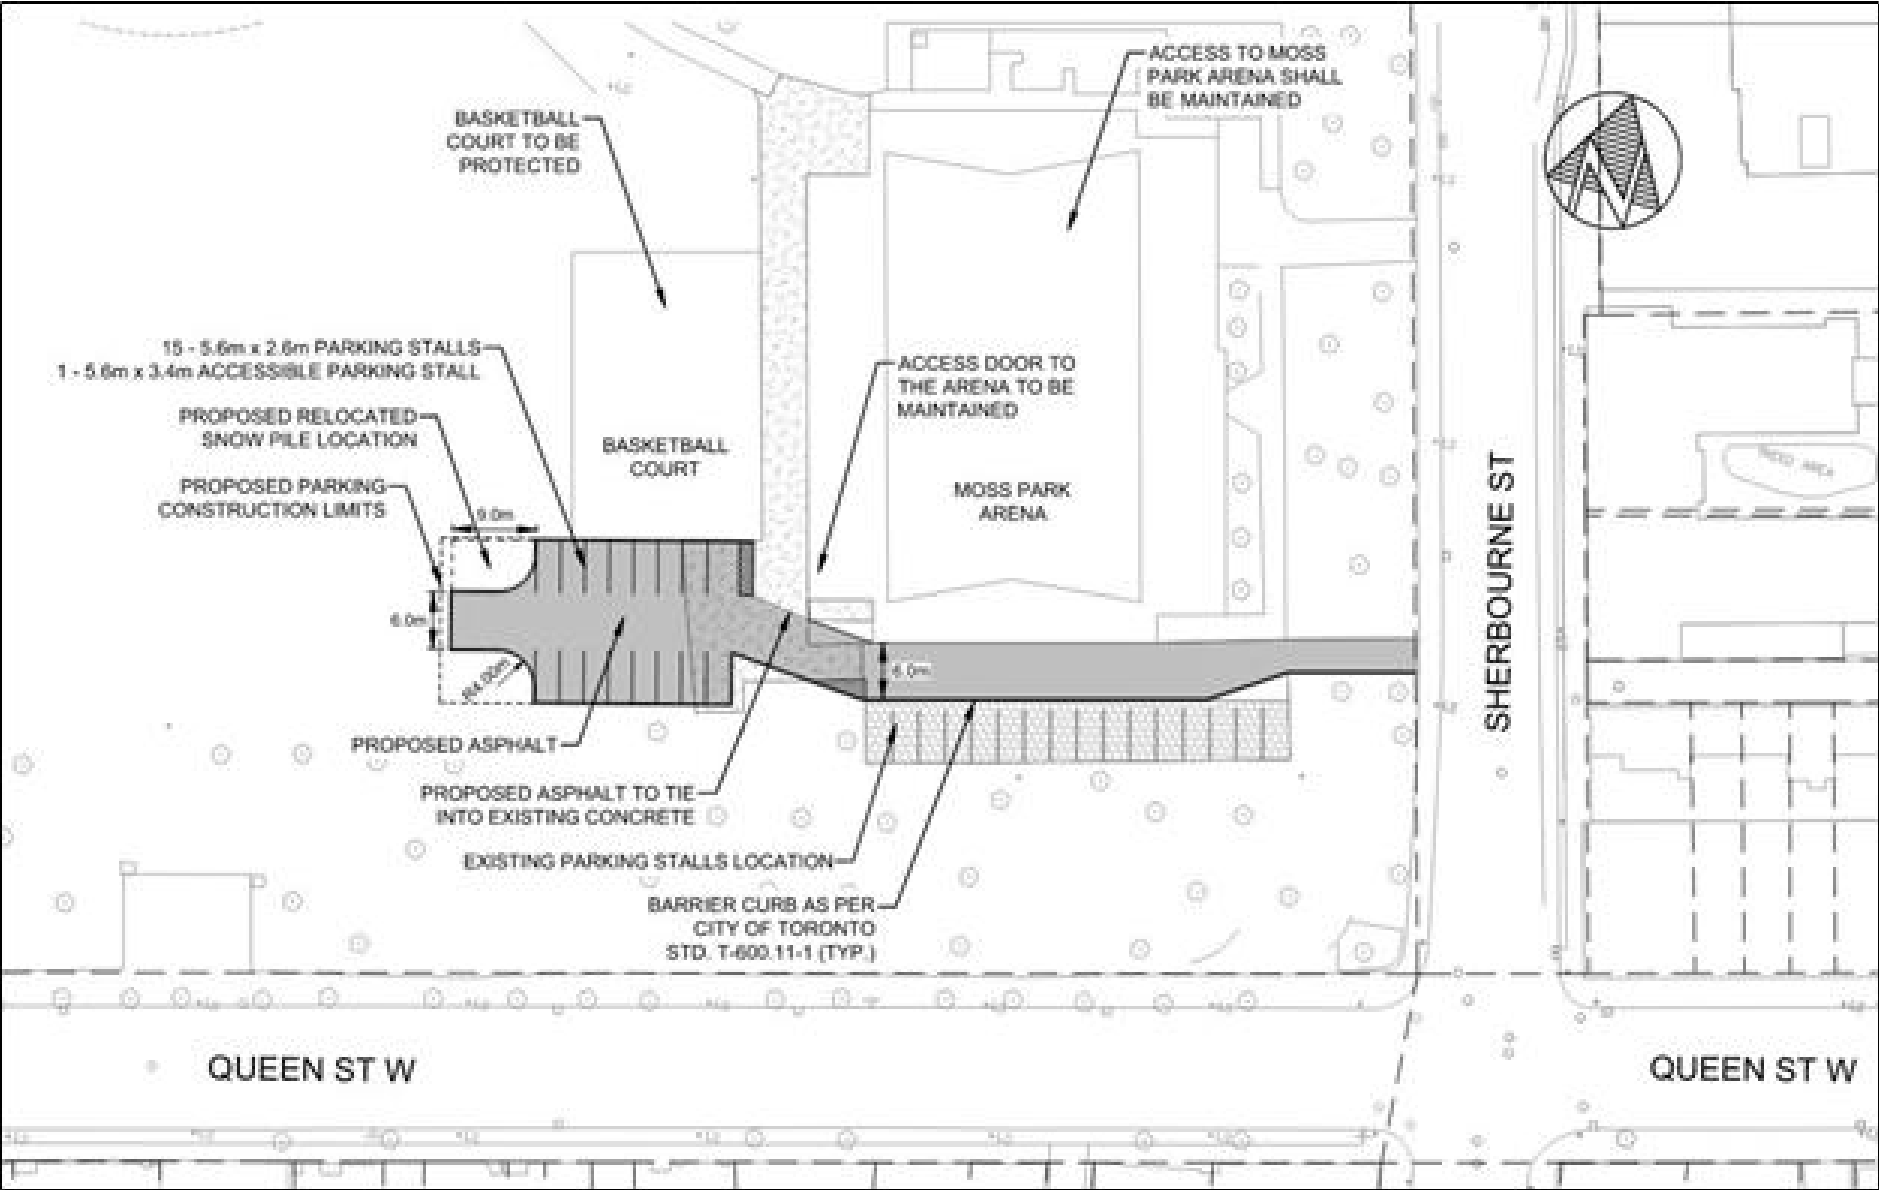 ACCESS TO MOSS
PARK ARENA SHALL
BE MAINTAINED
BASKETBALL
COURT TO BE
PROTECTED
15 - 5.6m x 2.6m PARKING STALLS
1 - 5.6m x 3.4m ACCESSIBLE PARKING STALL
ACCESS DOOR TO
THE ARENA TO BE
MAINTAINED
PROPOSED RELOCATED
SNOW PILE LOCATION
BASKETBALL
COURT
PROPOSED PARKING
CONSTRUCTION LIMITS
MOSS PARK
ARENA
9.0m
6.0m
R4.00m
6.0m
SHERBOURNE ST
PROPOSED ASPHALT
PROPOSED ASPHALT TO TIE
INTO EXISTING CONCRETE
EXISTING PARKING STALLS LOCATION
BARRIER CURB AS PER
CITY OF TORONTO
STD. T-600.11-1 (TYP.)
QUEEN ST W
QUEEN ST W